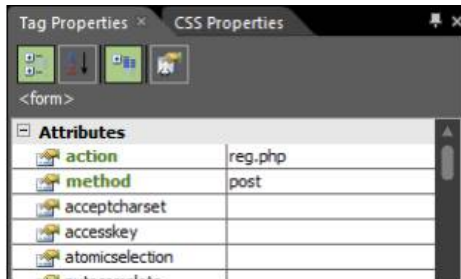 Tag Properties × CSS Properties
<form>
Attributes
action reg.php
method post
acceptcharset
accesskey
atomicselection